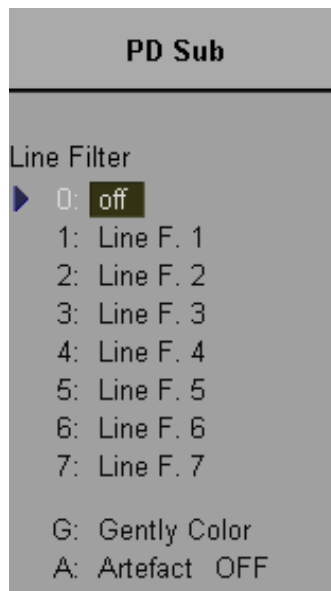 PD Sub
Line Filter
0: off
1: Line F. 1
2: Line F. 2
3: Line F. 3
4: Line F. 4
5: Line F. 5
6: Line F. 6
7: Line F. 7
G: Gently Color
A: Artefact OFF